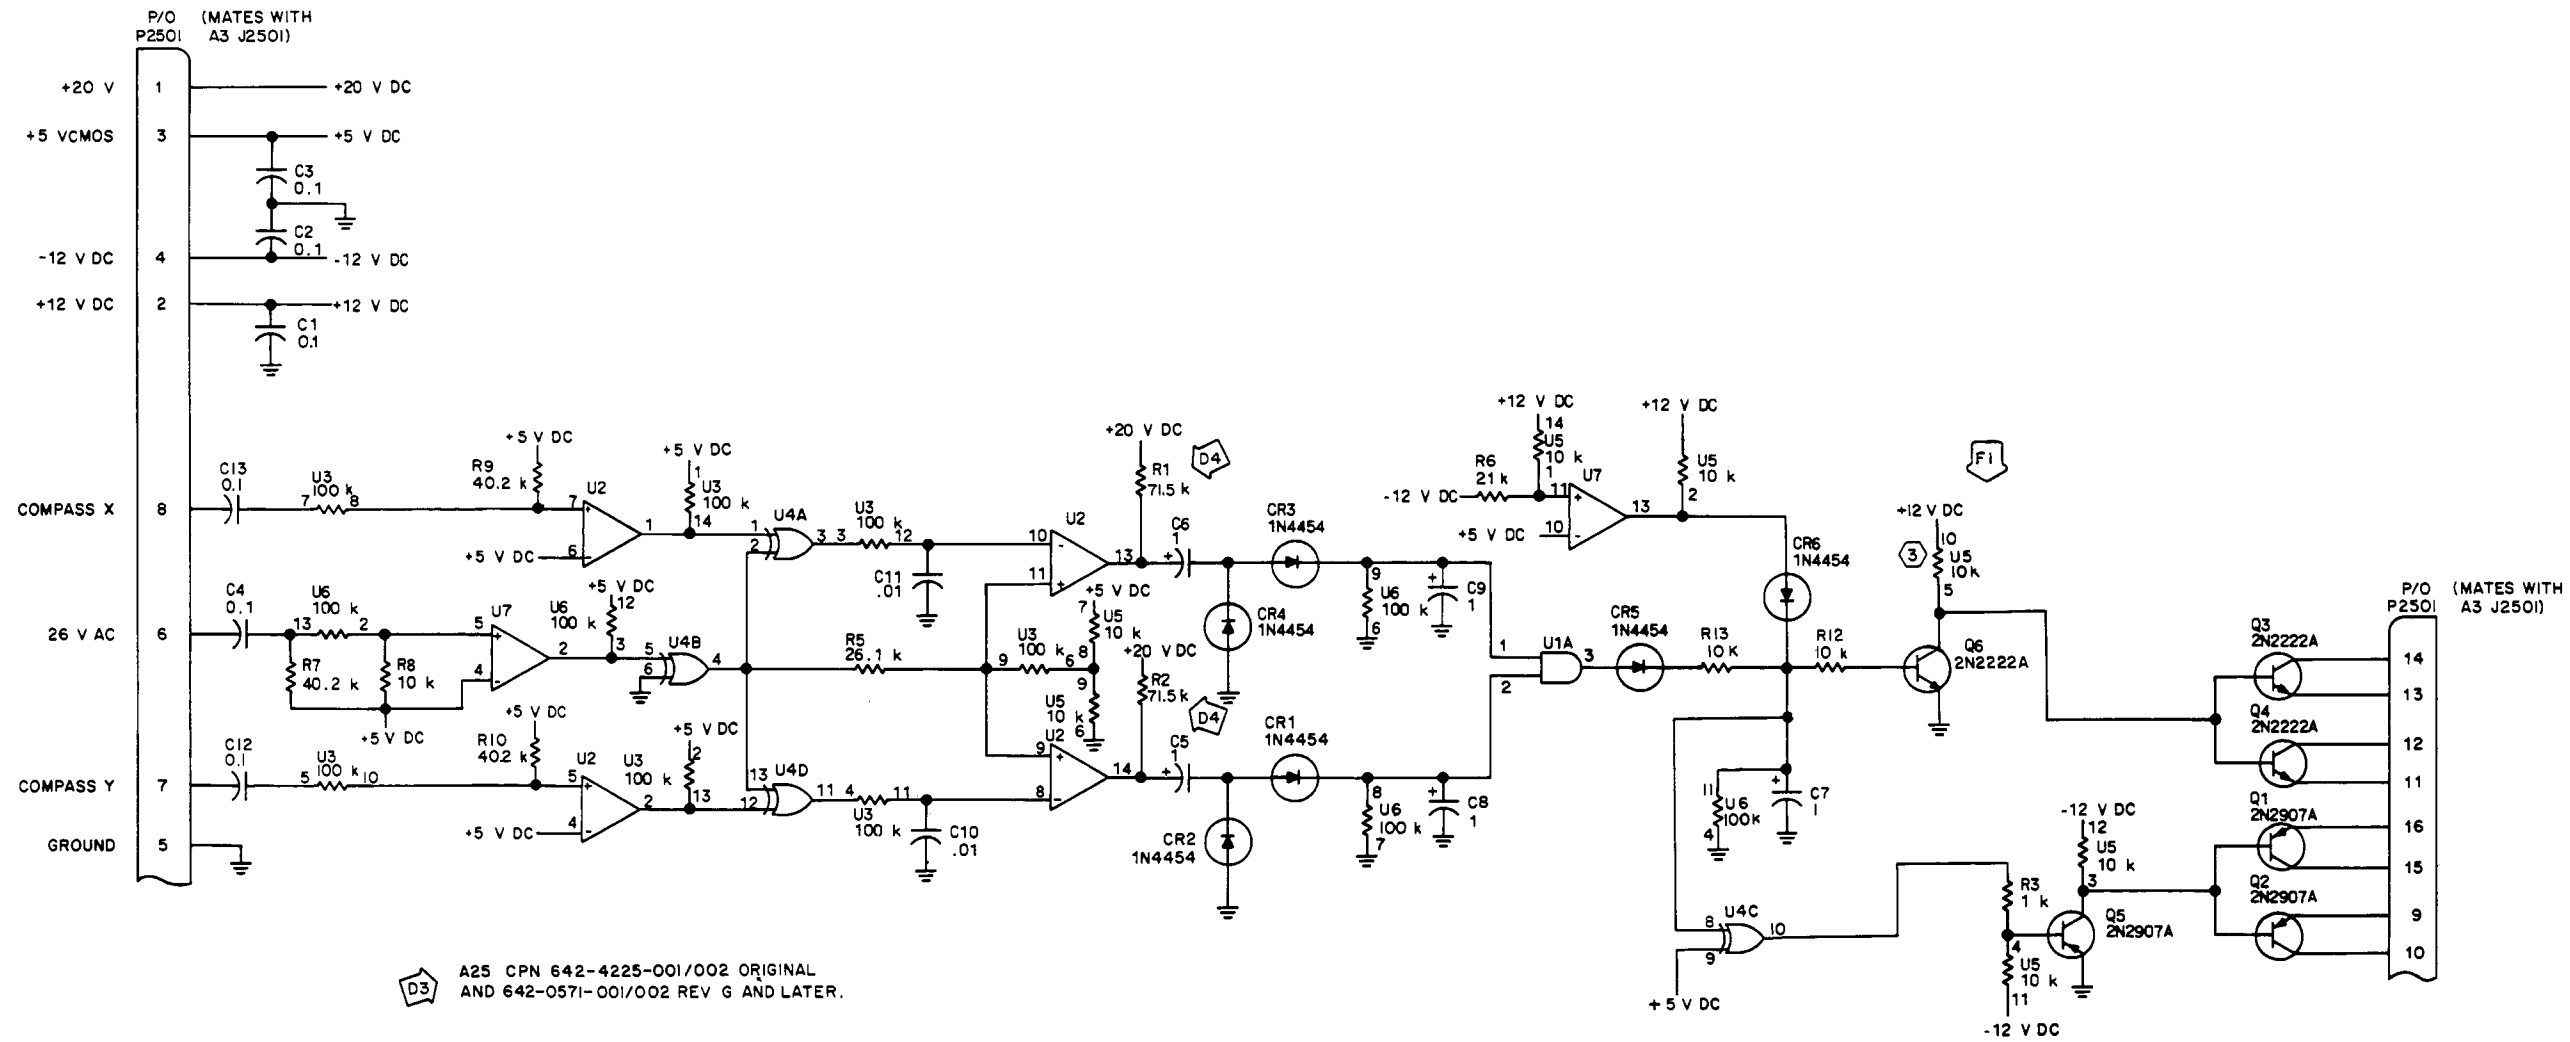 P/O (MATES WITH
P2501 A3 J2501)
+20 V 1 +20 V DC
+5 VCMOS 3 +5 V DC
C3
0.1
C2
0.1
-12 V DC 4 -12 V DC
+12 V DC 2 +12 V DC
C1
0.1
COMPASS X 8
C13
0.1
U3
100 k
7 8
+5 V DC
R9
40.2 k
U2
7
6
1
+5 V DC
+5 V DC
1
U3
100 k
14
U4A
1
2
3
3
U3
100 k
12
C11
.01
U2
10
11
13
+20 V DC
R1
71.5 k
D4
C6
1
+
CR3
1N4454
CR4
1N4454
9
U6
100 k
6
+
C9
1
26 V AC 6
C4
0.1
U6
100 k
13 2
R7
40.2 k
R8
10 k
+5 V DC
U7
5
4
2
+5 V DC
12
U6
100 k
3
U4B
5
6
4
R5
26.1 k
9
U3
100 k
6
+5 V DC
7
U5
10 k
8
9
U5
10 k
6
COMPASS Y 7
C12
0.1
U3
100 k
5 10
+5 V DC
R10
40.2 k
U2
5
4
2
+5 V DC
+5 V DC
2
U3
100 k
13
U4D
13
12
11
4
U3
100 k
11
C10
.01
U2
9
8
14
+20 V DC
R2
71.5 k
D4
C5
1
+
CR1
1N4454
CR2
1N4454
8
U6
100 k
7
+
C8
1
GROUND 5
+12 V DC
14
U5
10 k
1
R6
21 k
-12 V DC
+5 V DC
U7
11
10
13
+12 V DC
U5
10 k
2
CR6
1N4454
U1A
1
2
3
CR5
1N4454
R13
10 K
R12
10 k
11
U6
100K
4
+
C7
1
F1
+12 V DC
3
10
U5
10 k
5
Q6
2N2222A
U4C
8
9
10
+5 V DC
R3
1 k
4
U5
10 k
11
-12 V DC
-12 V DC
12
U5
10 k
3
Q5
2N2907A
P/O (MATES WITH
P2501 A3 J2501)
Q3
2N2222A
14
13
Q4
2N2222A
12
11
Q1
2N2907A
16
15
Q2
2N2907A
9
10
D3
A25 CPN 642-4225-001/002 ORIGINAL
AND 642-0571-001/002 REV G AND LATER.